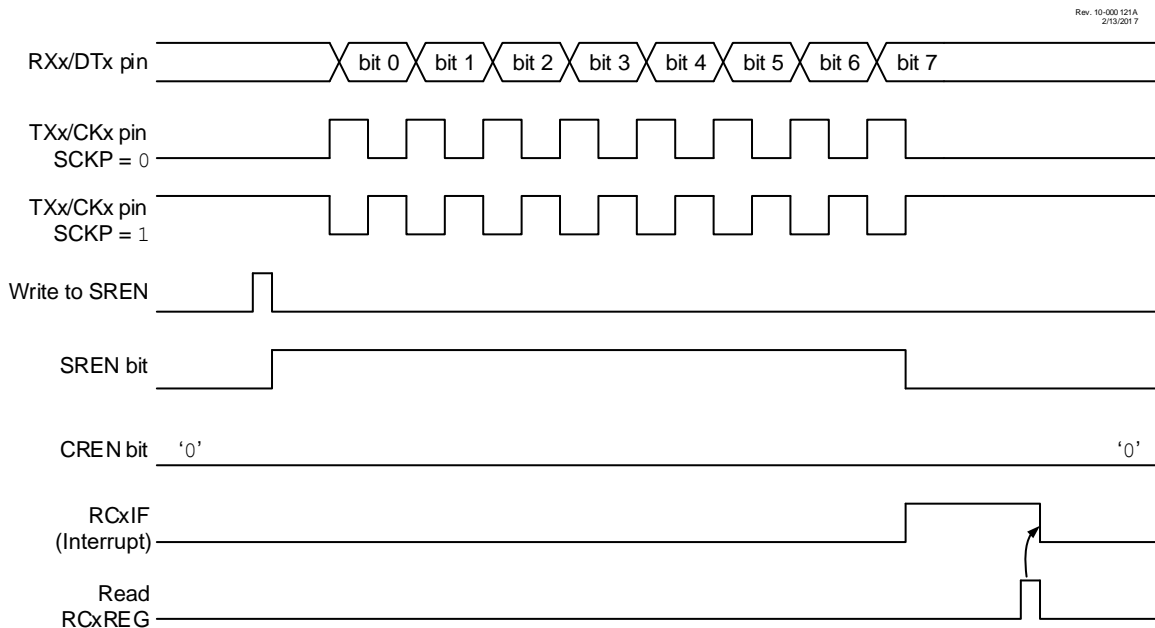 Rev. 10-000 121A
2/13/2017
RXx/DTx pin
bit 0 bit 1 bit 2 bit 3 bit 4 bit 5 bit 6 bit 7
TXx/CKx pin
SCKP = 0
TXx/CKx pin
SCKP = 1
Write to SREN
SREN bit
CREN bit ‘0’ ‘0’
RCxIF
(Interrupt)
Read
RCxREG